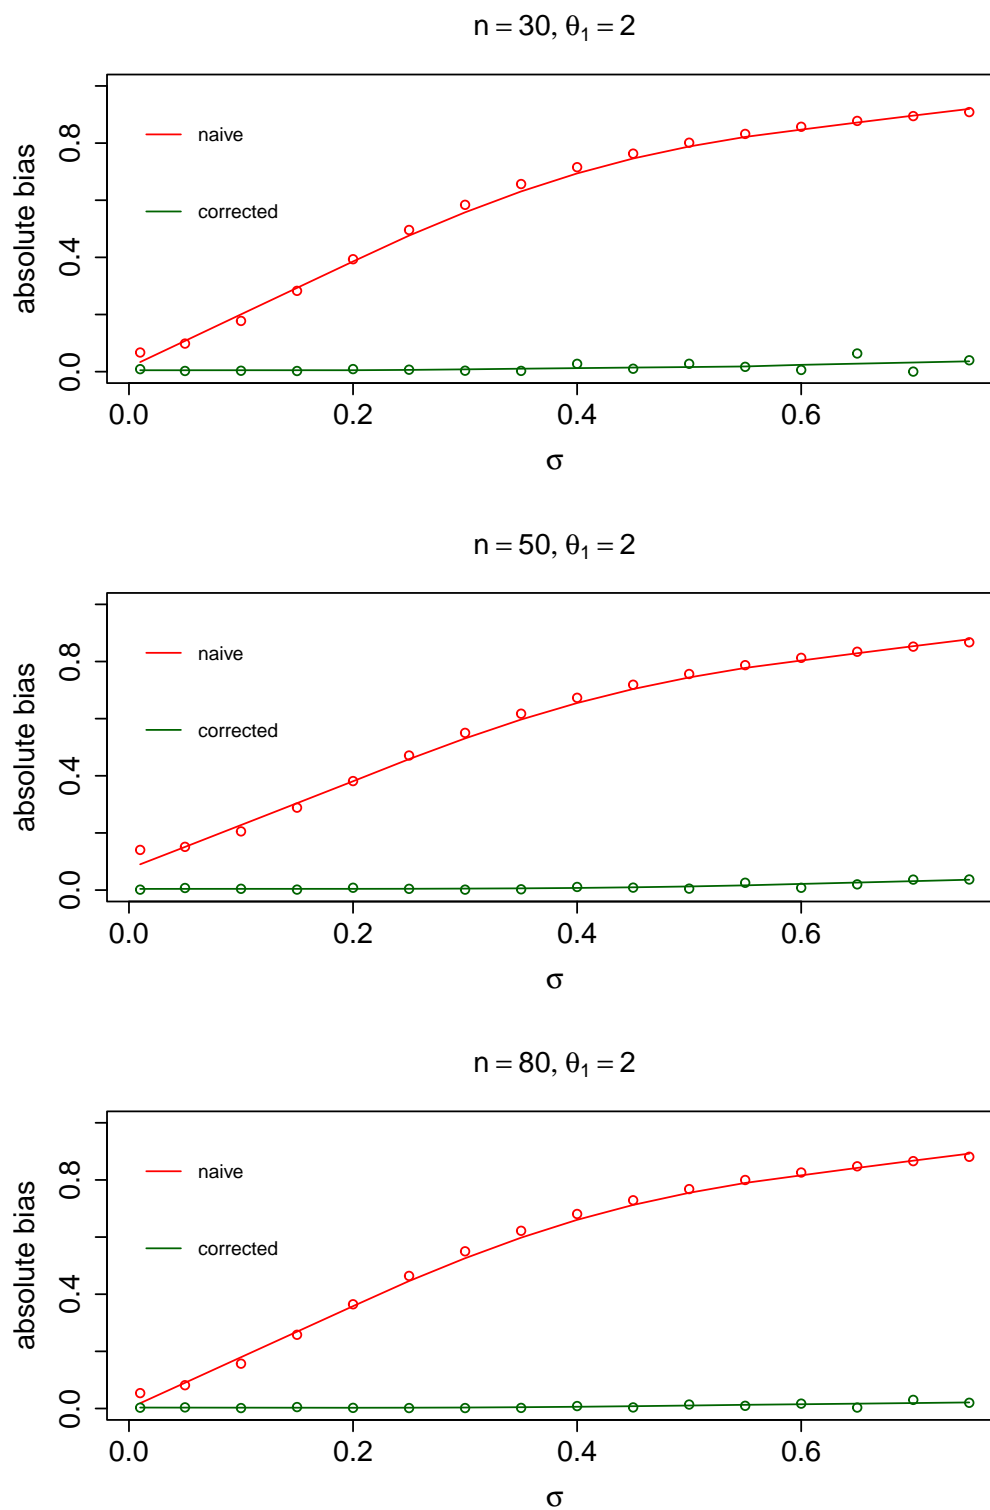 n = 30, θ₁ = 2
absolute bias
0.0 0.4 0.8
naive
corrected
0.0 0.2 0.4 0.6
σ
n = 50, θ₁ = 2
absolute bias
0.0 0.4 0.8
naive
corrected
0.0 0.2 0.4 0.6
σ
n = 80, θ₁ = 2
absolute bias
0.0 0.4 0.8
naive
corrected
0.0 0.2 0.4 0.6
σ